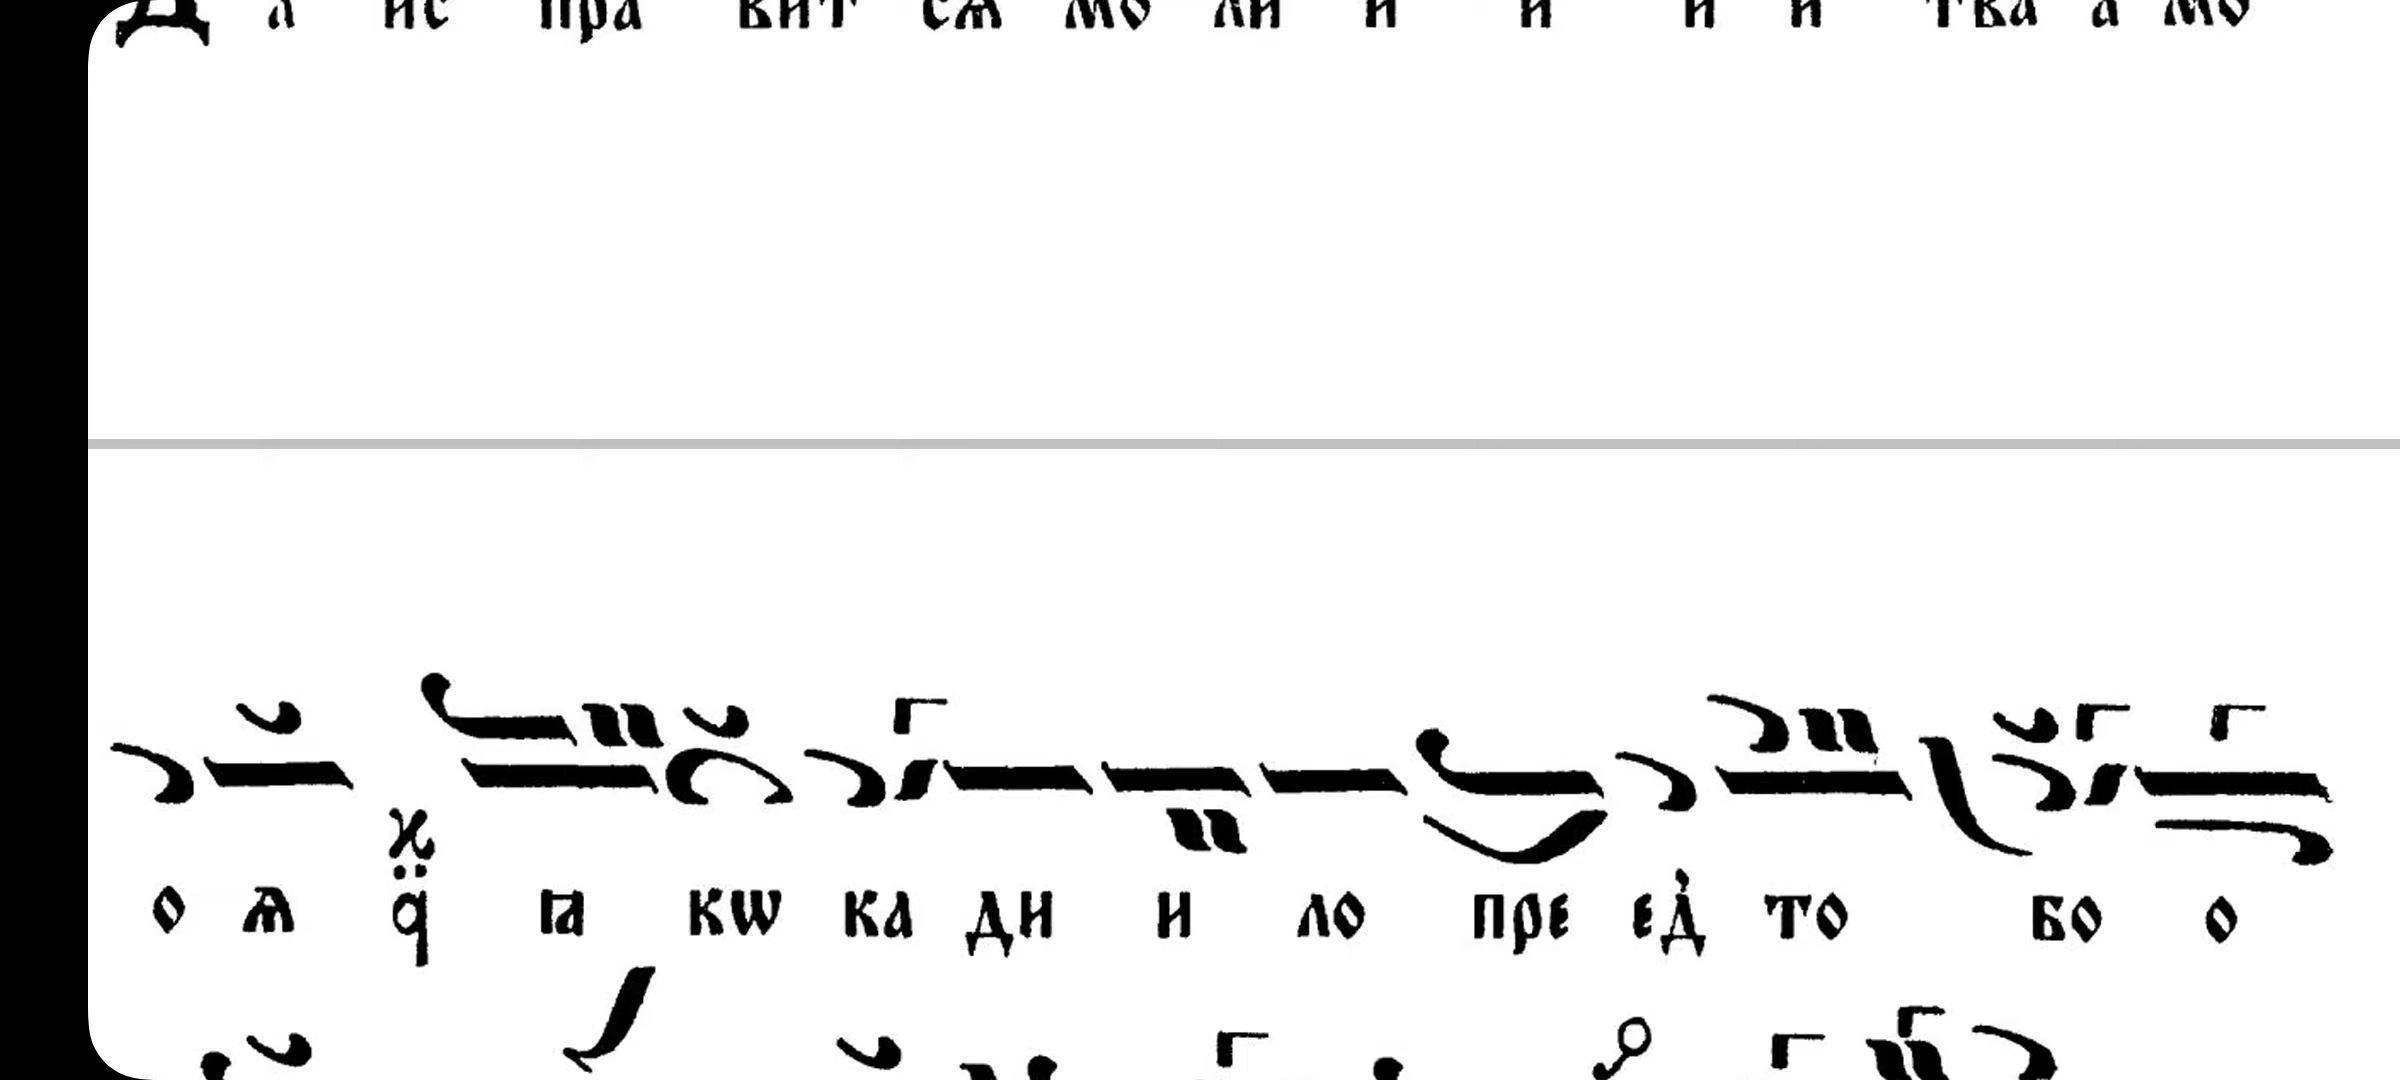 Да ис пра вит сѧ мо ли и и и и тва а мо
о ѧ q̈ ꙗ кѡ ка ди и ло пре ед̾ то бо о